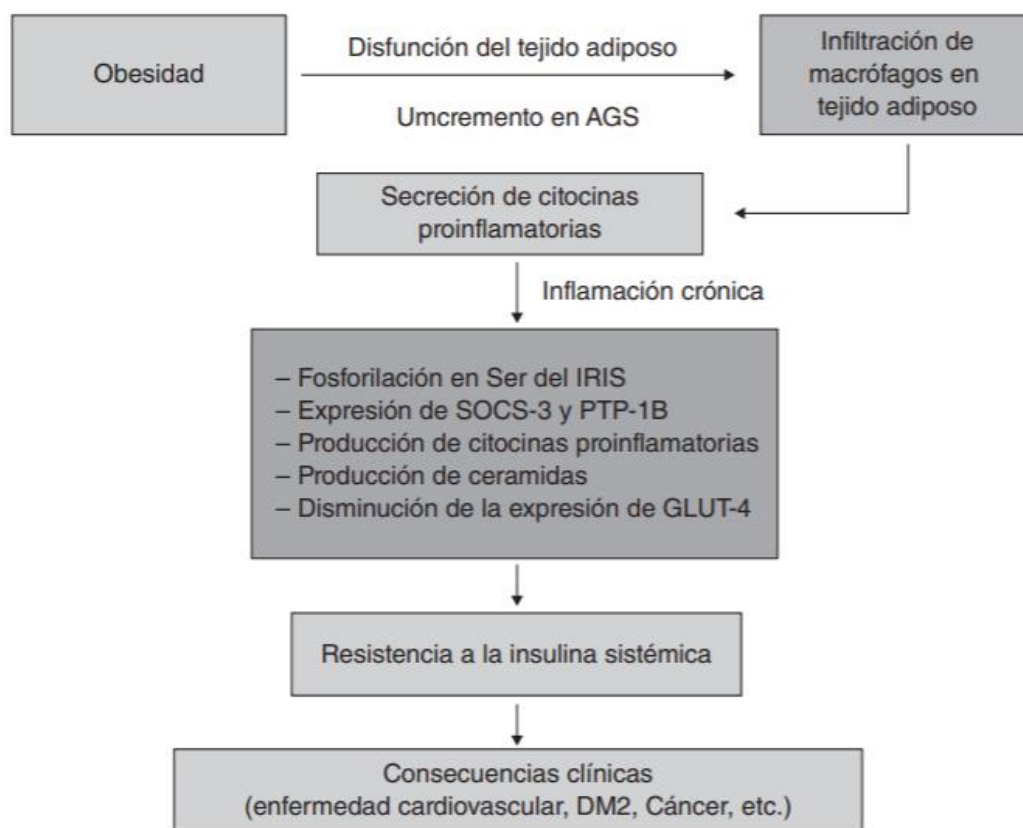 Obesidad
Disfunción del tejido adiposo
Umcremento en AGS
Infiltración de
macrófagos en
tejido adiposo
Secreción de citocinas
proinflamatorias
Inflamación crónica
– Fosforilación en Ser del IRIS
– Expresión de SOCS-3 y PTP-1B
– Producción de citocinas proinflamatorias
– Producción de ceramidas
– Disminución de la expresión de GLUT-4
Resistencia a la insulina sistémica
Consecuencias clínicas
(enfermedad cardiovascular, DM2, Cáncer, etc.)